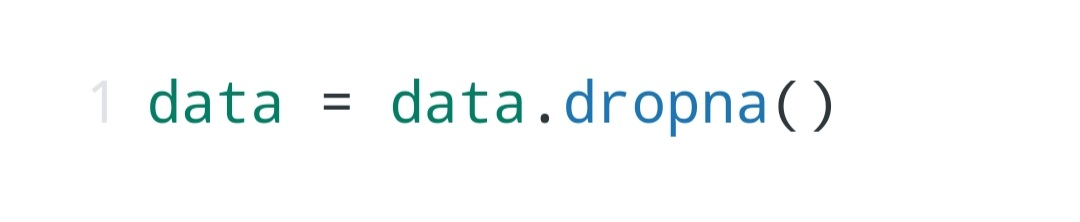 1 data = data.dropna()